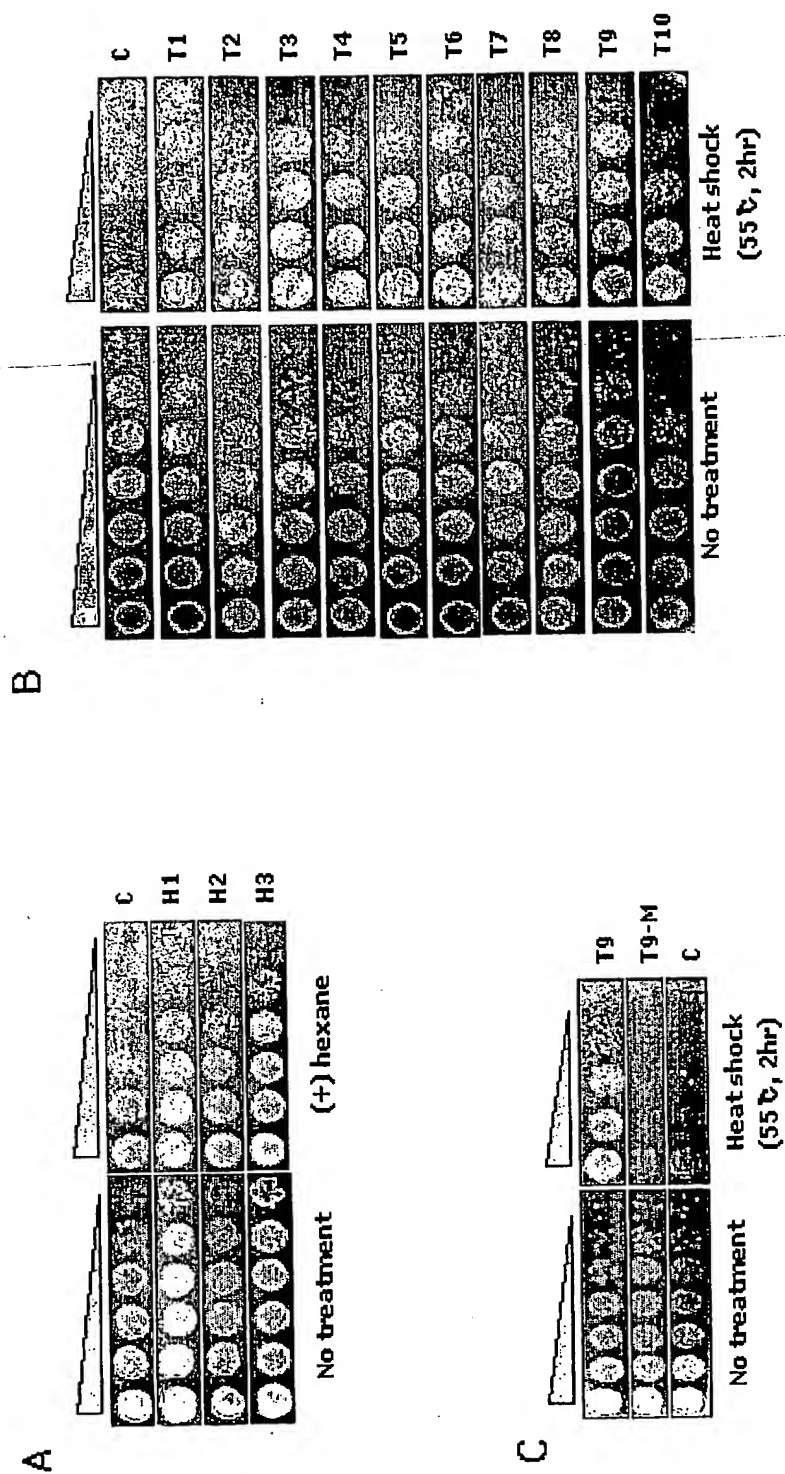 A
C
H1
H2
H3
No treatment
(+) hexane
B
C
T1
T2
T3
T4
T5
T6
T7
T8
T9
T10
No treatment
Heat shock
(55℃, 2hr)
C
T9
T9-M
C
No treatment
Heat shock
(55℃, 2hr)